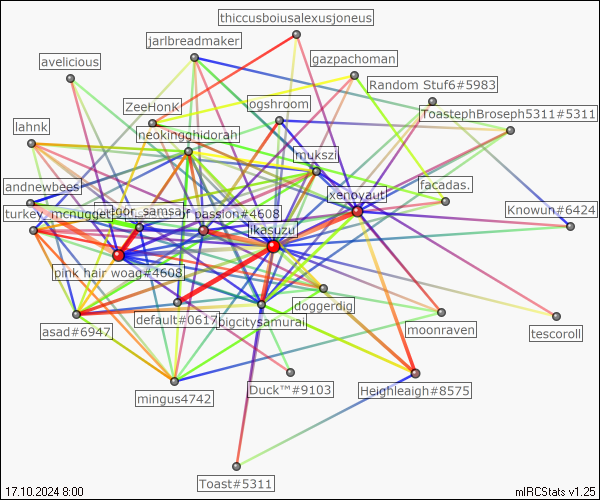 thiccusboiusalexusjoneus
jarlbreadmaker
gazpachoman
avelicious
Random Stuf6#5983
ZeeHonk
ogshroom
ToastephBroseph5311#5311
lahnk
neokingghidorah
mukszi
andnewbees
xenoyaut
facadas.
turkey_mcnugget
gregor_samsa
of passion#4608
Knowun#6424
ikasuzu
pink hair woag#4608
doggerdig
asad#6947
default#0617
bigcitysamurai
moonraven
tescoroll
mingus4742
Duck™#9103
Heighleaigh#8575
Toast#5311
17.10.2024 8:00
mIRCStats v1.25